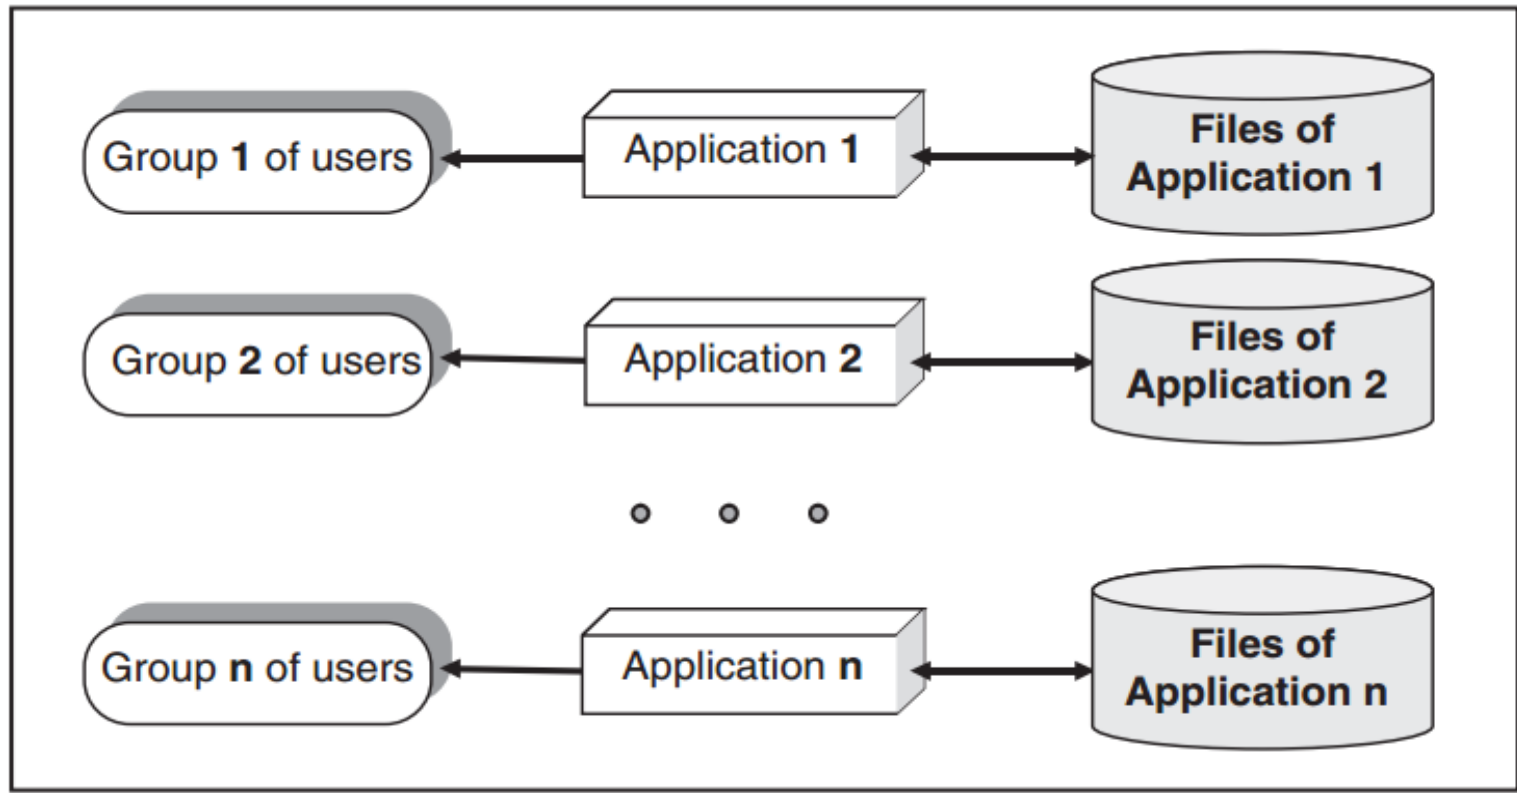 Group 1 of users
Application 1
Files of
Application 1
Group 2 of users
Application 2
Files of
Application 2
Group n of users
Application n
Files of
Application n